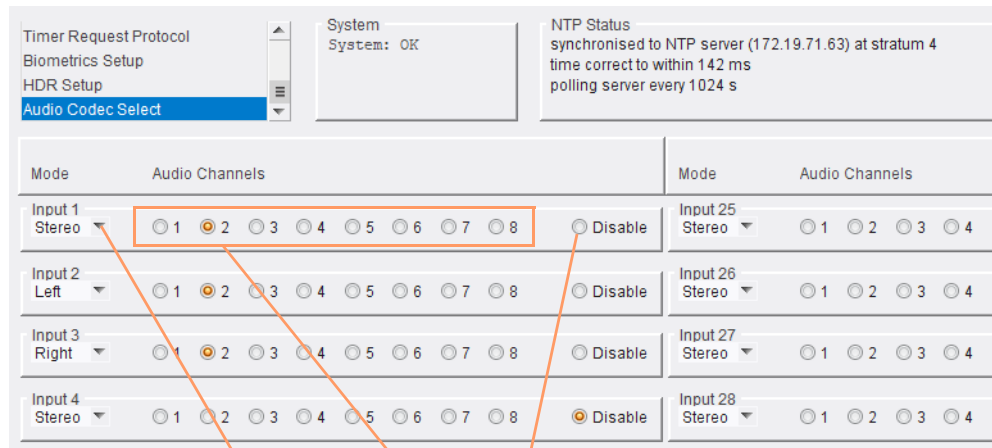 Timer Request Protocol
Biometrics Setup
HDR Setup
Audio Codec Select
System
System: OK
NTP Status
synchronised to NTP server (172.19.71.63) at stratum 4
time correct to within 142 ms
polling server every 1024 s
Mode Audio Channels
Mode Audio Channels
Input 1
Stereo 1 2 3 4 5 6 7 8 Disable
Input 25
Stereo 1 2 3 4
Input 2
Left 1 2 3 4 5 6 7 8 Disable
Input 26
Stereo 1 2 3 4
Input 3
Right 1 2 3 4 5 6 7 8 Disable
Input 27
Stereo 1 2 3 4
Input 4
Stereo 1 2 3 4 5 6 7 8 Disable
Input 28
Stereo 1 2 3 4